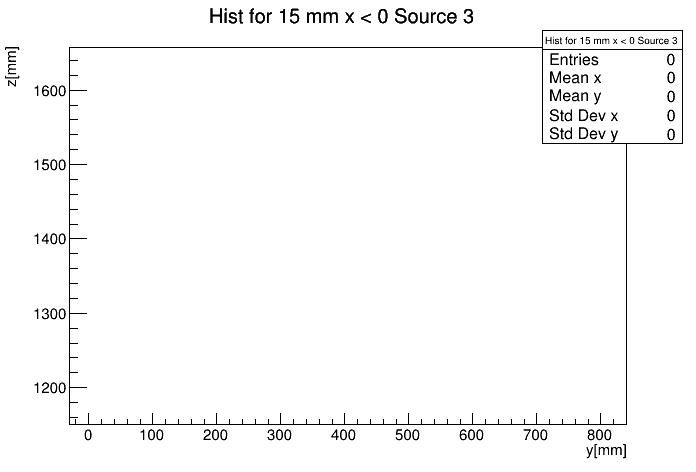 Hist for 15 mm x < 0 Source 3
z[mm]
Hist for 15 mm x < 0 Source 3
Entries 0
Mean x 0
Mean y 0
Std Dev x 0
Std Dev y 0
1600
1500
1400
1300
1200
0 100 200 300 400 500 600 700 800
y[mm]